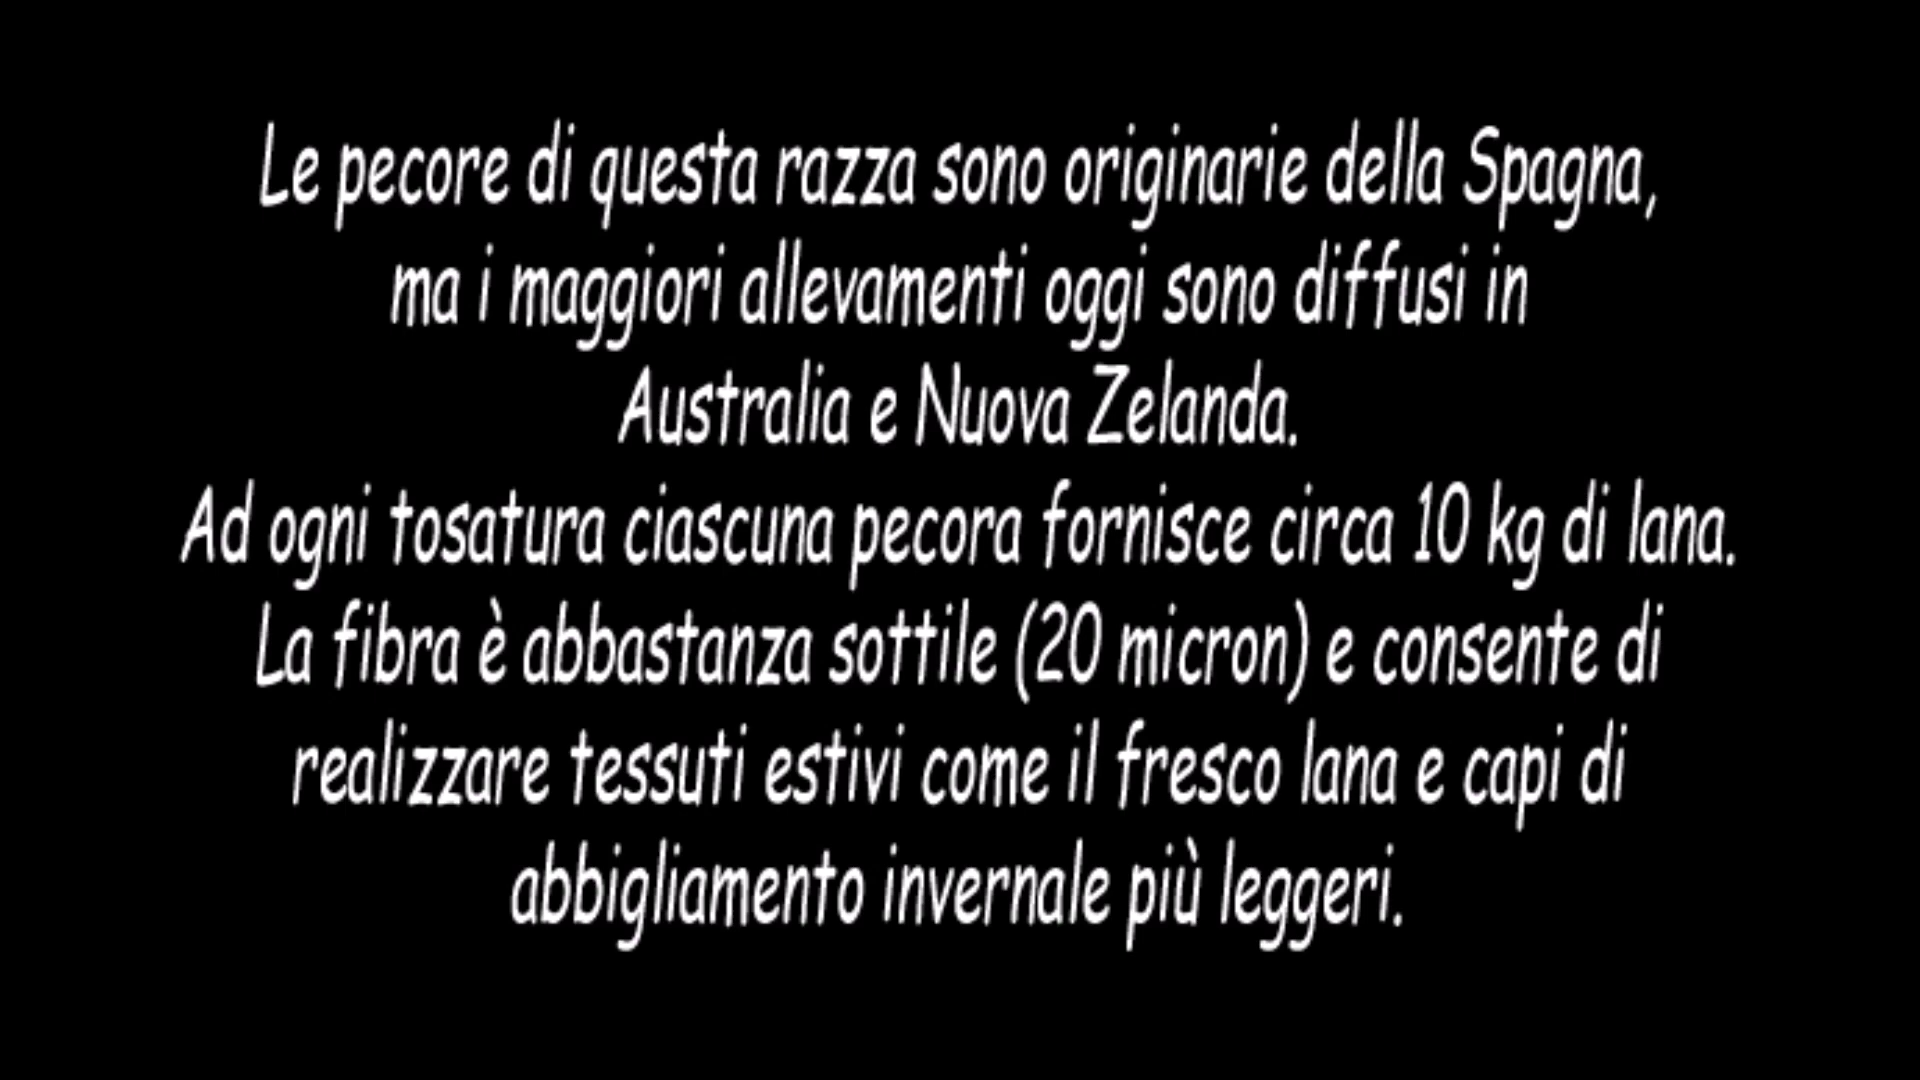 Le pecore di questa razza sono originarie della Spagna,
ma i maggiori allevamenti oggi sono diffusi in
Australia e Nuova Zelanda.
Ad ogni tosatura ciascuna pecora fornisce circa 10 kg di lana.
La fibra è abbastanza sottile (20 micron) e consente di
realizzare tessuti estivi come il fresco lana e capi di
abbigliamento invernale più leggeri.